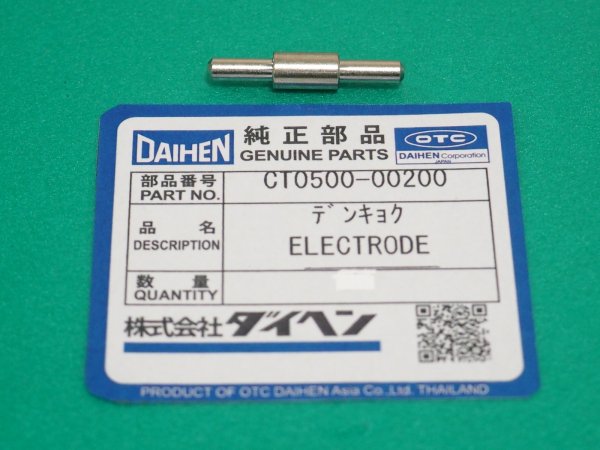 DAIHEN 純正部品 OTC
GENUINE PARTS DAIHEN Corporation
JAPAN
部品番号 CT0500-00200
PART NO.
品 名 デンキョク
DESCRIPTION ELECTRODE
数 量
QUANTITY
株式会社 ダイヘン
PRODUCT OF OTC DAIHEN Asia Co.,Ltd. THAILAND